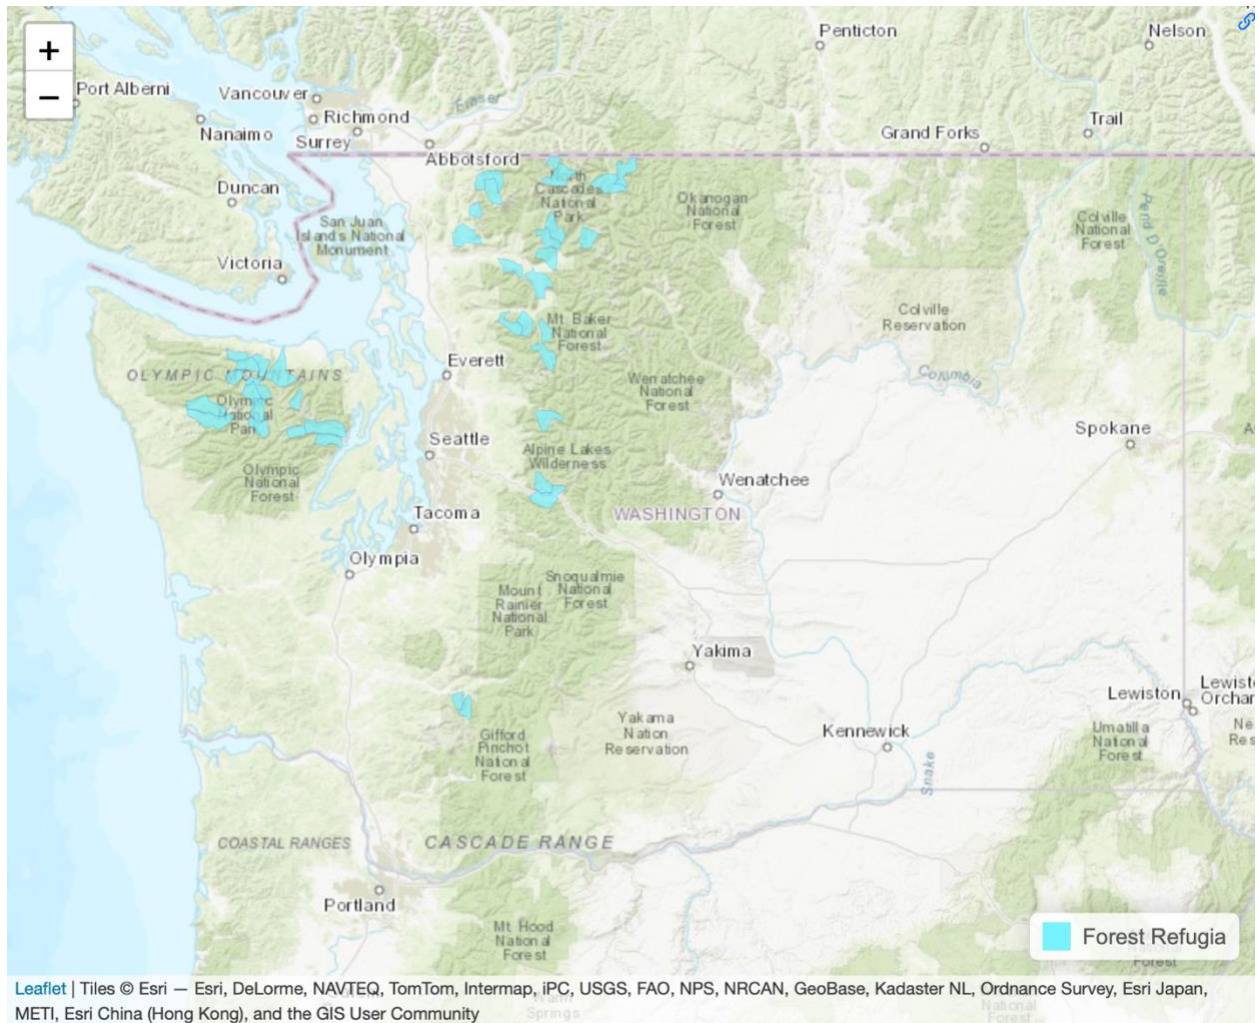 +
−
Penticton
Nelson
Port Alberni
Vancouver
Richmond
Fraser
Nanaimo
Surrey
Grand Forks
Trail
Abbotsford
North
Cascades
National
Park
Duncan
Okanogan
National
Forest
Colville
National
Forest
Pend D'Oreille
San Juan
Islands National
Monument
Victoria
Colville
Reservation
Mt. Baker
National
Forest
Everett
OLYMPIC MOUNTAINS
Columbia
Wenatchee
National
Forest
Olympic
National
Park
Seattle
Spokane
Alpine Lakes
Wilderness
Olympic
National
Forest
Wenatchee
Tacoma
WASHINGTON
Olympia
Snoqualmie
National
Forest
Mount
Rainier
National
Park
Yakima
Lewiston
Yakama
Nation
Reservation
Kennewick
Umatilla
National
Forest
Gifford
Pinchot
National
Forest
Snake
COASTAL RANGES
CASCADE RANGE
Portland
Mt. Hood
National
Forest
Forest Refugia
Forest
Leaflet | Tiles © Esri — Esri, DeLorme, NAVTEQ, TomTom, Intermap, iPC, USGS, FAO, NPS, NRCAN, GeoBase, Kadaster NL, Ordnance Survey, Esri Japan,
METI, Esri China (Hong Kong), and the GIS User Community
Warm
Springs
National
Forest